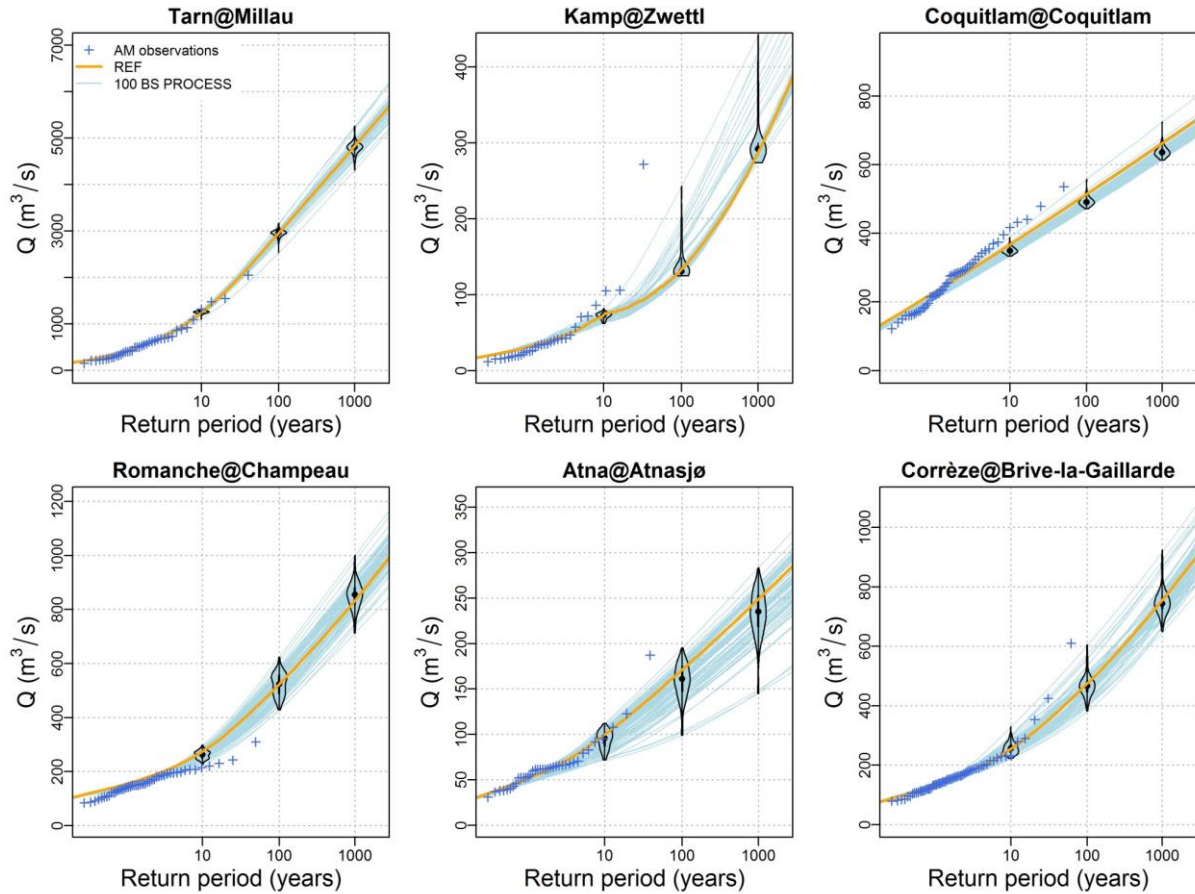 Tarn@Millau
Q (m³/s)
7000
5000
3000
1000
0
AM observations
REF
100 BS PROCESS
10 100 1000
Return period (years)
Kamp@Zwettl
Q (m³/s)
400
300
200
100
0
10 100 1000
Return period (years)
Coquitlam@Coquitlam
Q (m³/s)
800
600
400
200
0
10 100 1000
Return period (years)
Romanche@Champeau
Q (m³/s)
1200
1000
800
600
400
200
0
10 100 1000
Return period (years)
Atna@Atnasjø
Q (m³/s)
350
300
250
200
150
100
50
0
10 100 1000
Return period (years)
Corrèze@Brive-la-Gaillarde
Q (m³/s)
1000
800
600
400
200
0
10 100 1000
Return period (years)